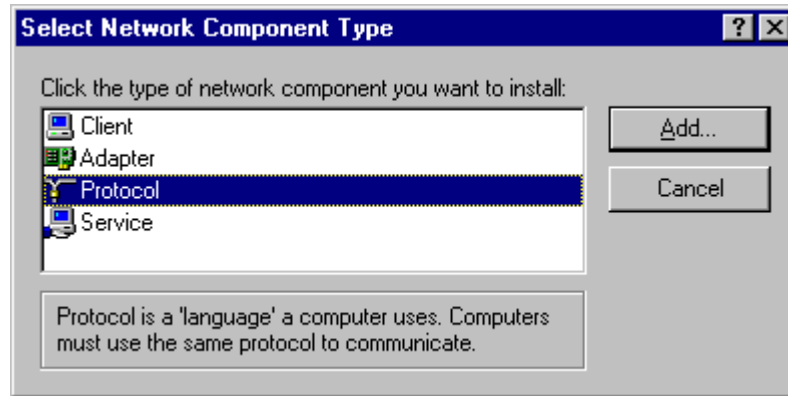 Select Network Component Type
Click the type of network component you want to install:
Client
Adapter
Protocol
Service
Add...
Cancel
Protocol is a 'language' a computer uses. Computers
must use the same protocol to communicate.